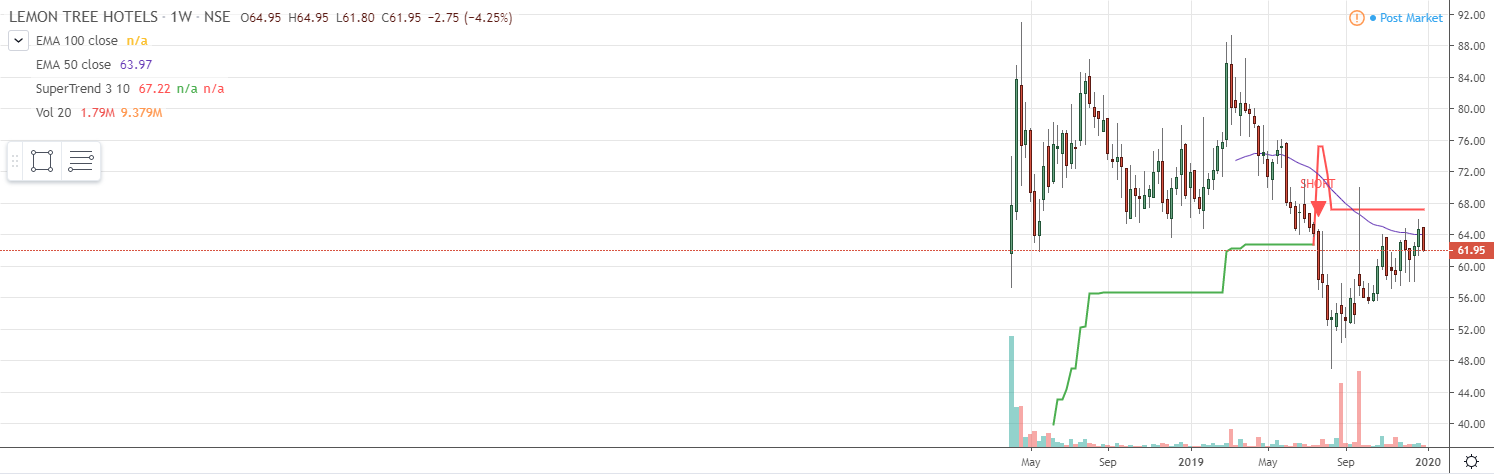 LEMON TREE HOTELS · 1W · NSE O64.95 H64.95 L61.80 C61.95 −2.75 (−4.25%)
! ● Post Market
EMA 100 close n/a
EMA 50 close 63.97
SuperTrend 3 10 67.22 n/a n/a
Vol 20 1.79M 9.379M
SHORT
92.00
88.00
84.00
80.00
76.00
72.00
68.00
64.00
61.95
60.00
56.00
52.00
48.00
44.00
40.00
May Sep 2019 May Sep 2020